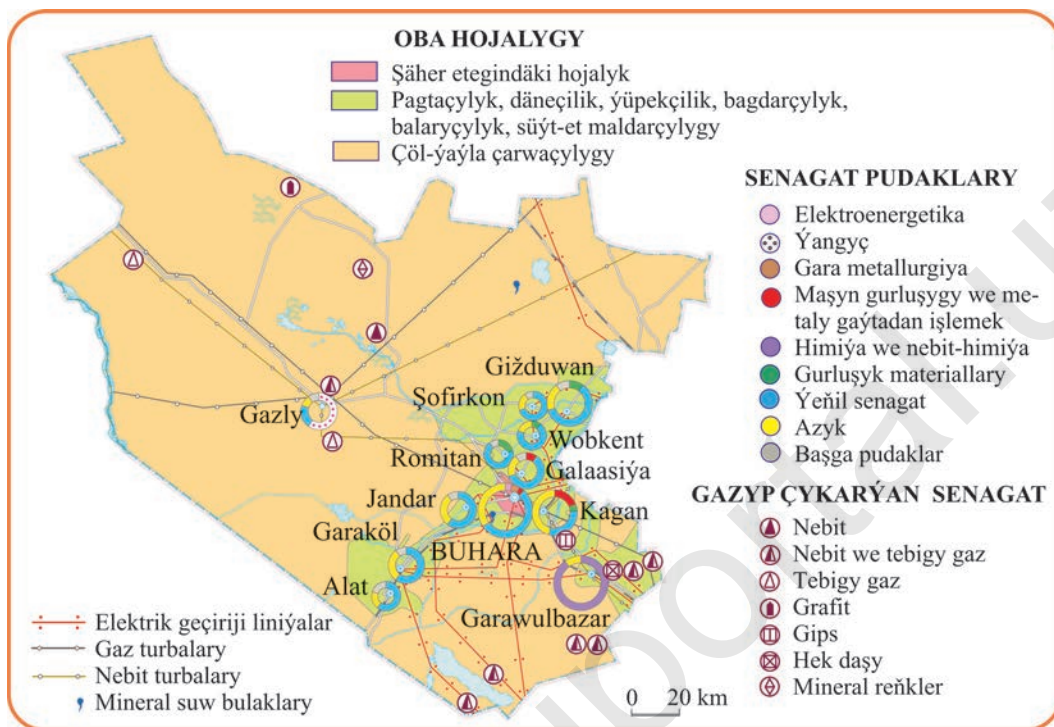 OBA HOJALYGY
Şäher etegindäki hojalyk
Pagtaçylyk, däneçilik, ýüpekçilik, bagdarçylyk,
balaryçylyk, süýt-et maldarçylygy
Çöl-ýaýla çarwaçylygy
SENAGAT PUDAKLARY
Elektroenergetika
Ýangyç
Gara metallurgiya
Maşyn gurluşygy we me-
taly gaýtadan işlemek
Himiýa we nebit-himiýa
Gurluşyk materiallary
Ýeňil senagat
Azyk
Başga pudaklar
GAZYP ÇYKARÝAN SENAGAT
Nebit
Nebit we tebigy gaz
Tebigy gaz
Grafit
Gips
Hek daşy
Mineral reňkler
Gižduwan
Şofirkon
Gazly
Wobkent
Romitan
Galaasiýa
Jandar
Kagan
Garaköl
BUHARA
Alat
Garawulbazar
Elektrik geçiriji liniýalar
Gaz turbalary
Nebit turbalary
Mineral suw bulaklary
0 20 km